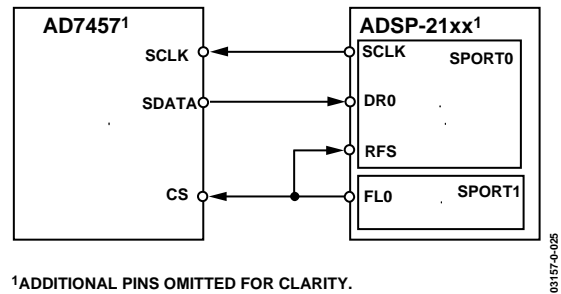 AD7457¹
ADSP-21xx¹
SCLK
SCLK
SPORT0
SDATA
DR0
RFS
CS
FL0
SPORT1
¹ADDITIONAL PINS OMITTED FOR CLARITY.
03157-0-025